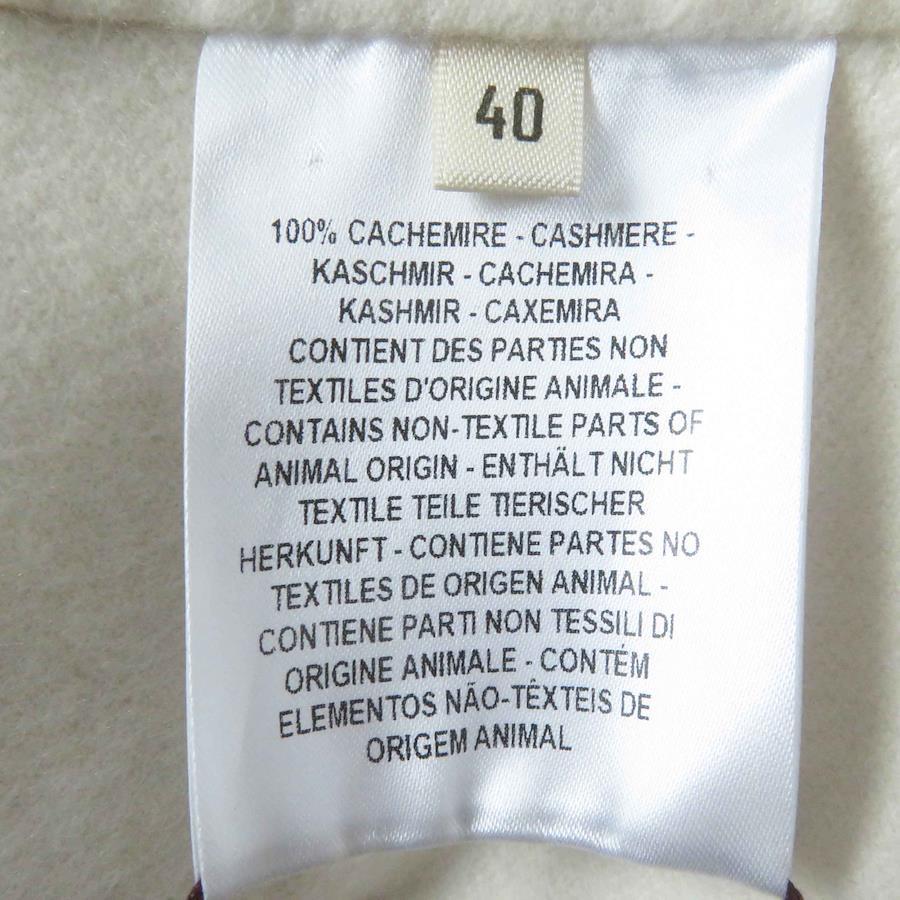 40
100% CACHEMIRE - CASHMERE -
KASCHMIR - CACHEMIRA -
KASHMIR - CAXEMIRA
CONTIENT DES PARTIES NON
TEXTILES D'ORIGINE ANIMALE -
CONTAINS NON-TEXTILE PARTS OF
ANIMAL ORIGIN - ENTHÄLT NICHT
TEXTILE TEILE TIERISCHER
HERKUNFT - CONTIENE PARTES NO
TEXTILES DE ORIGEN ANIMAL -
CONTIENE PARTI NON TESSILI DI
ORIGINE ANIMALE - CONTÉM
ELEMENTOS NÃO-TÊXTEIS DE
ORIGEM ANIMAL